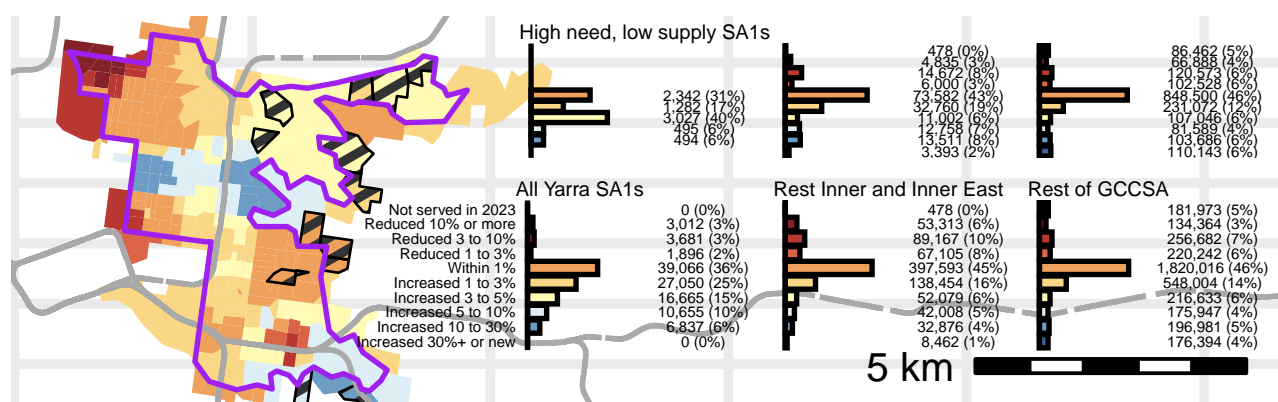 High need, low supply SA1s
478 (0%) 86,462 (5%)
4,835 (3%) 66,888 (4%)
14,672 (8%) 120,573 (6%)
6,000 (3%) 102,528 (6%)
2,342 (31%) 73,582 (43%) 848,500 (46%)
1,282 (17%) 32,760 (19%) 231,072 (12%)
3,027 (40%) 11,002 (6%) 107,046 (6%)
495 (6%) 12,758 (7%) 81,589 (4%)
494 (6%) 13,511 (8%) 103,686 (6%)
3,393 (2%) 110,143 (6%)
All Yarra SA1s Rest Inner and Inner East Rest of GCCSA
Not served in 2023 0 (0%) 478 (0%) 181,973 (5%)
Reduced 10% or more 3,012 (3%) 53,313 (6%) 134,364 (3%)
Reduced 3 to 10% 3,681 (3%) 89,167 (10%) 256,682 (7%)
Reduced 1 to 3% 1,896 (2%) 67,105 (8%) 220,242 (6%)
Within 1% 39,066 (36%) 397,593 (45%) 1,820,016 (46%)
Increased 1 to 3% 27,050 (25%) 138,454 (16%) 548,004 (14%)
Increased 3 to 5% 16,665 (15%) 52,079 (6%) 216,633 (6%)
Increased 5 to 10% 10,655 (10%) 42,008 (5%) 175,947 (4%)
Increased 10 to 30% 6,837 (6%) 32,876 (4%) 196,981 (5%)
Increased 30%+ or new 0 (0%) 8,462 (1%) 176,394 (4%)
5 km